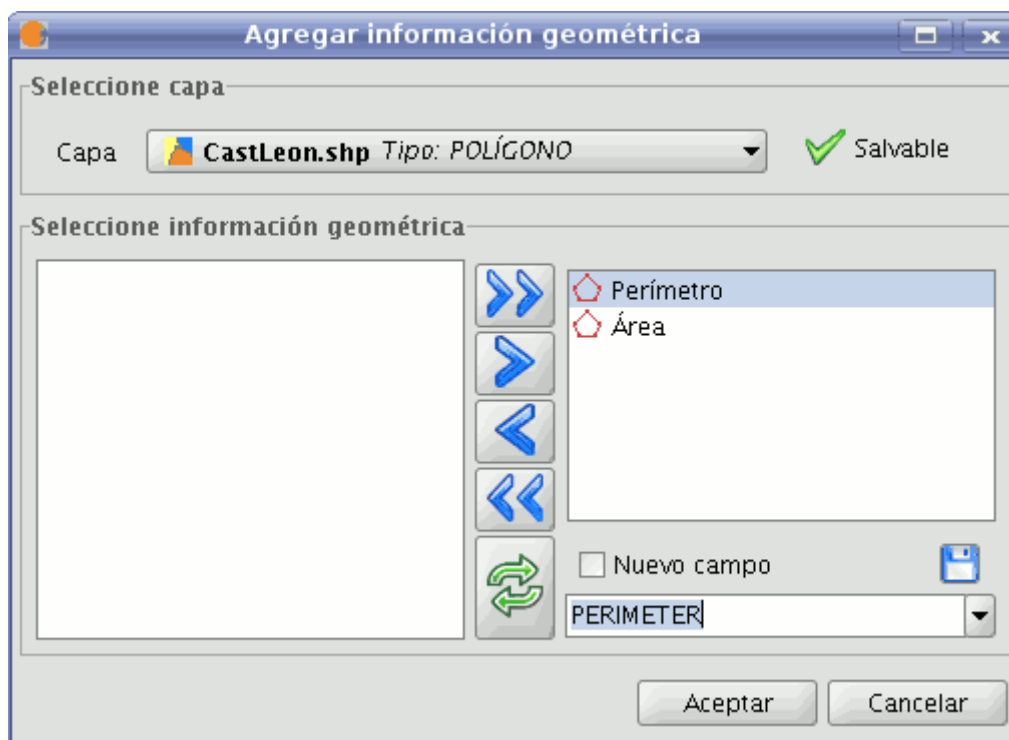 Agregar información geométrica
Seleccione capa
Capa CastLeon.shp Tipo: POLÍGONO Salvable
Seleccione información geométrica
Perímetro
Área
Nuevo campo
PERIMETER
Aceptar Cancelar